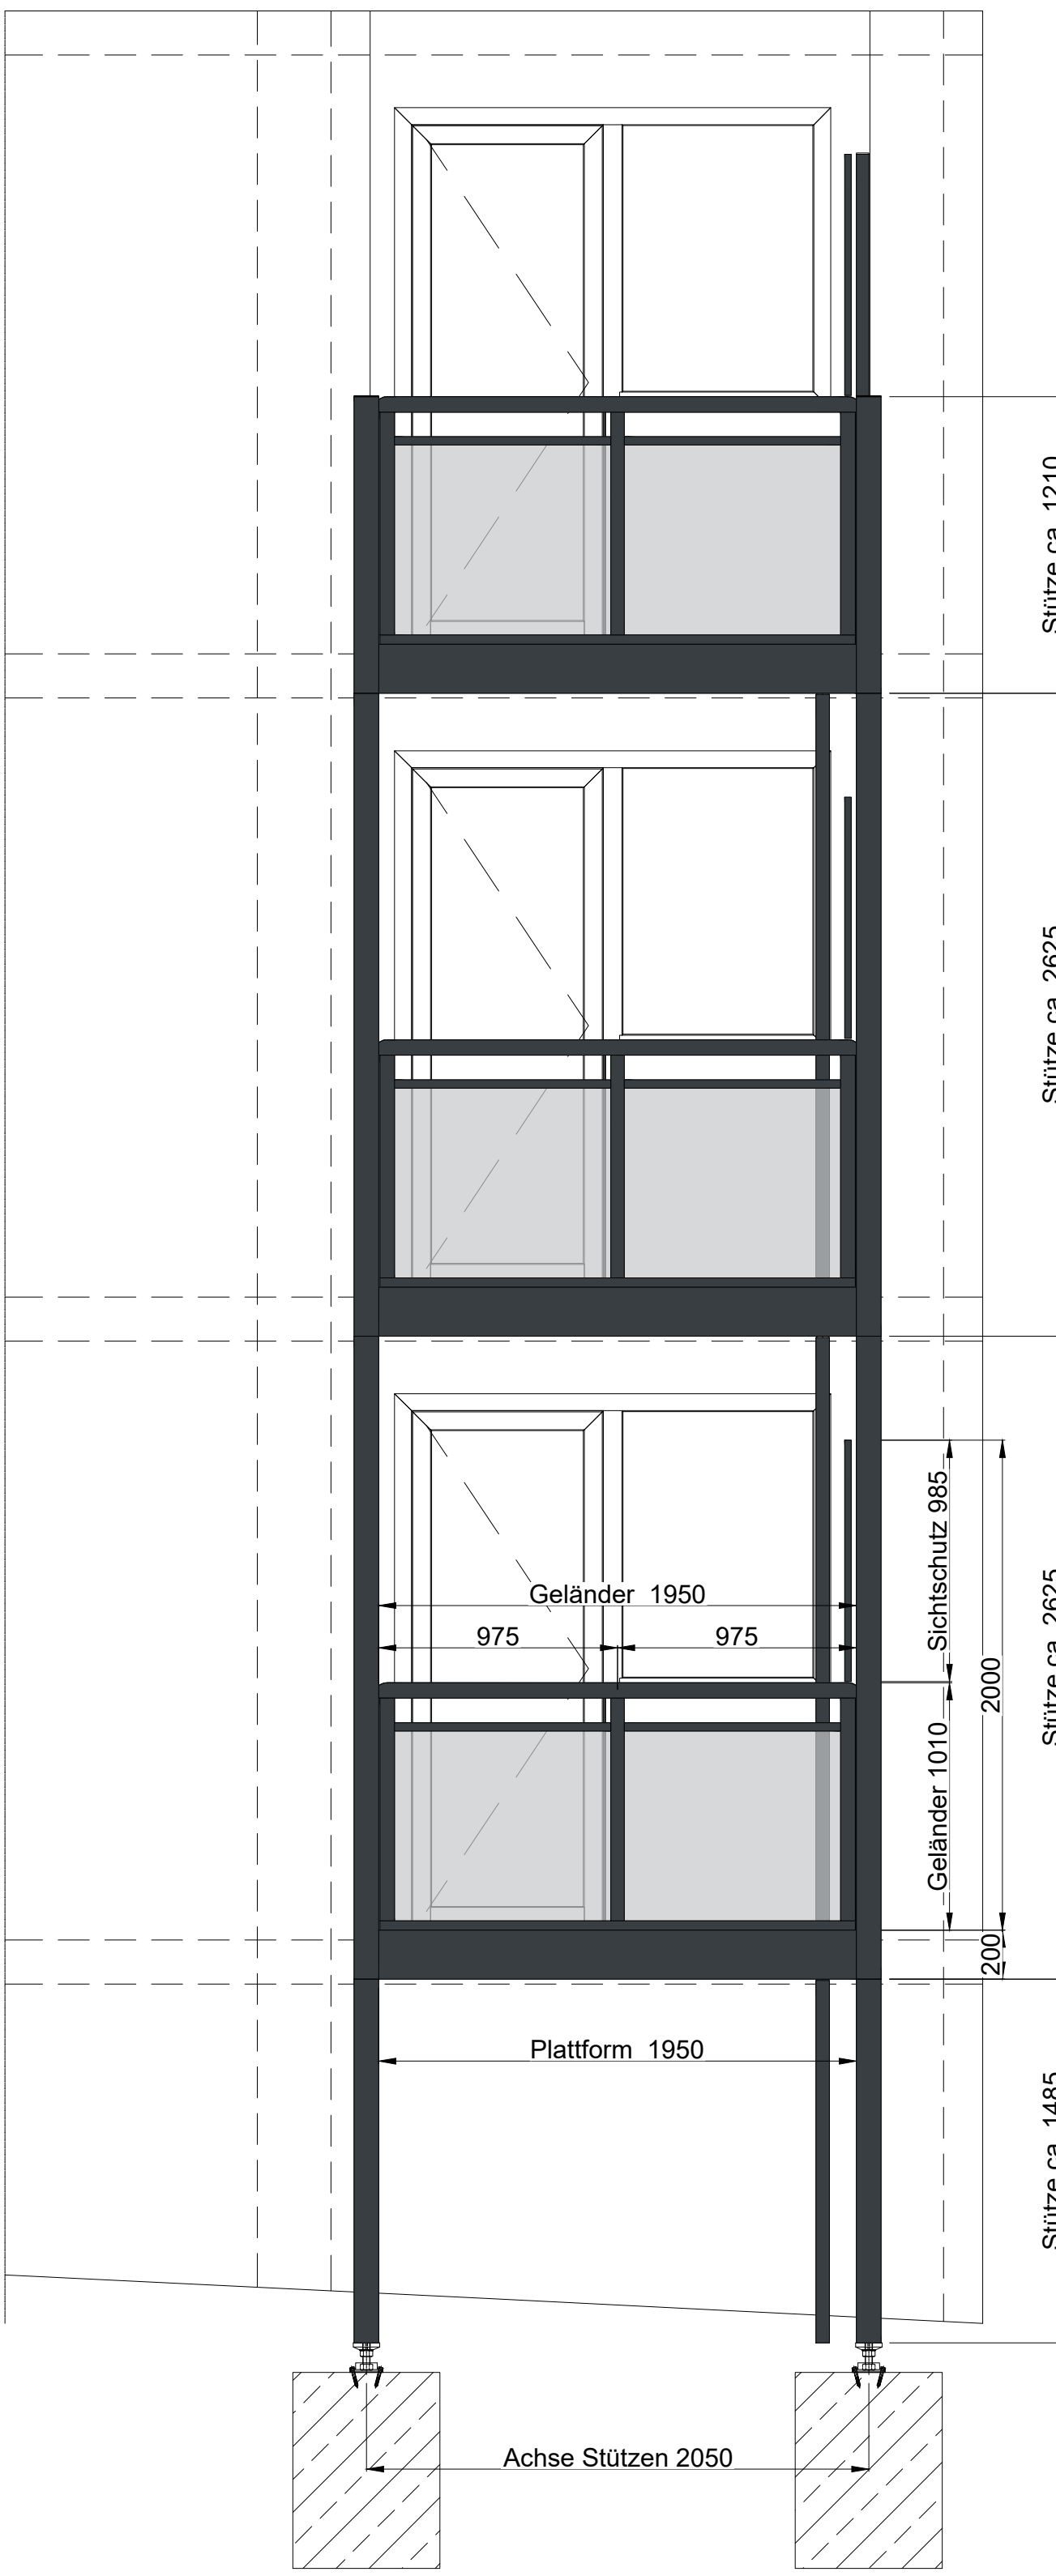 Stütze ca. 1210
Stütze ca. 2625
Sichtschutz 985
Geländer 1950
975
975
Stütze ca. 2625
2000
Geländer 1010
200
Plattform 1950
Stütze ca. 1485
Achse Stützen 2050